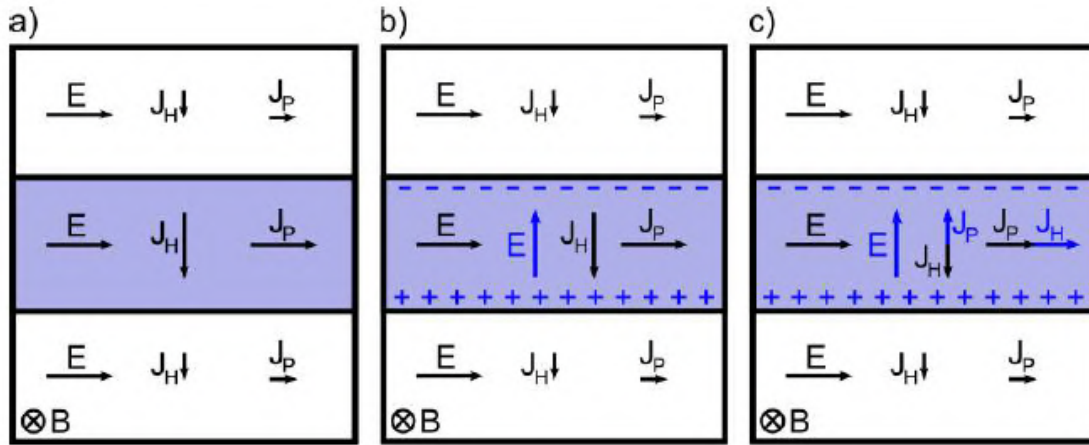 a)
E J_H J_P
E J_H J_P
E J_H J_P
⊗ B
b)
E J_H J_P
- - - - - - - - - - - -
E E J_H J_P
+ + + + + + + + + + + +
E J_H J_P
⊗ B
c)
E J_H J_P
- - - - - - - - - - - -
E E J_H J_P J_P J_H
+ + + + + + + + + + + +
E J_H J_P
⊗ B